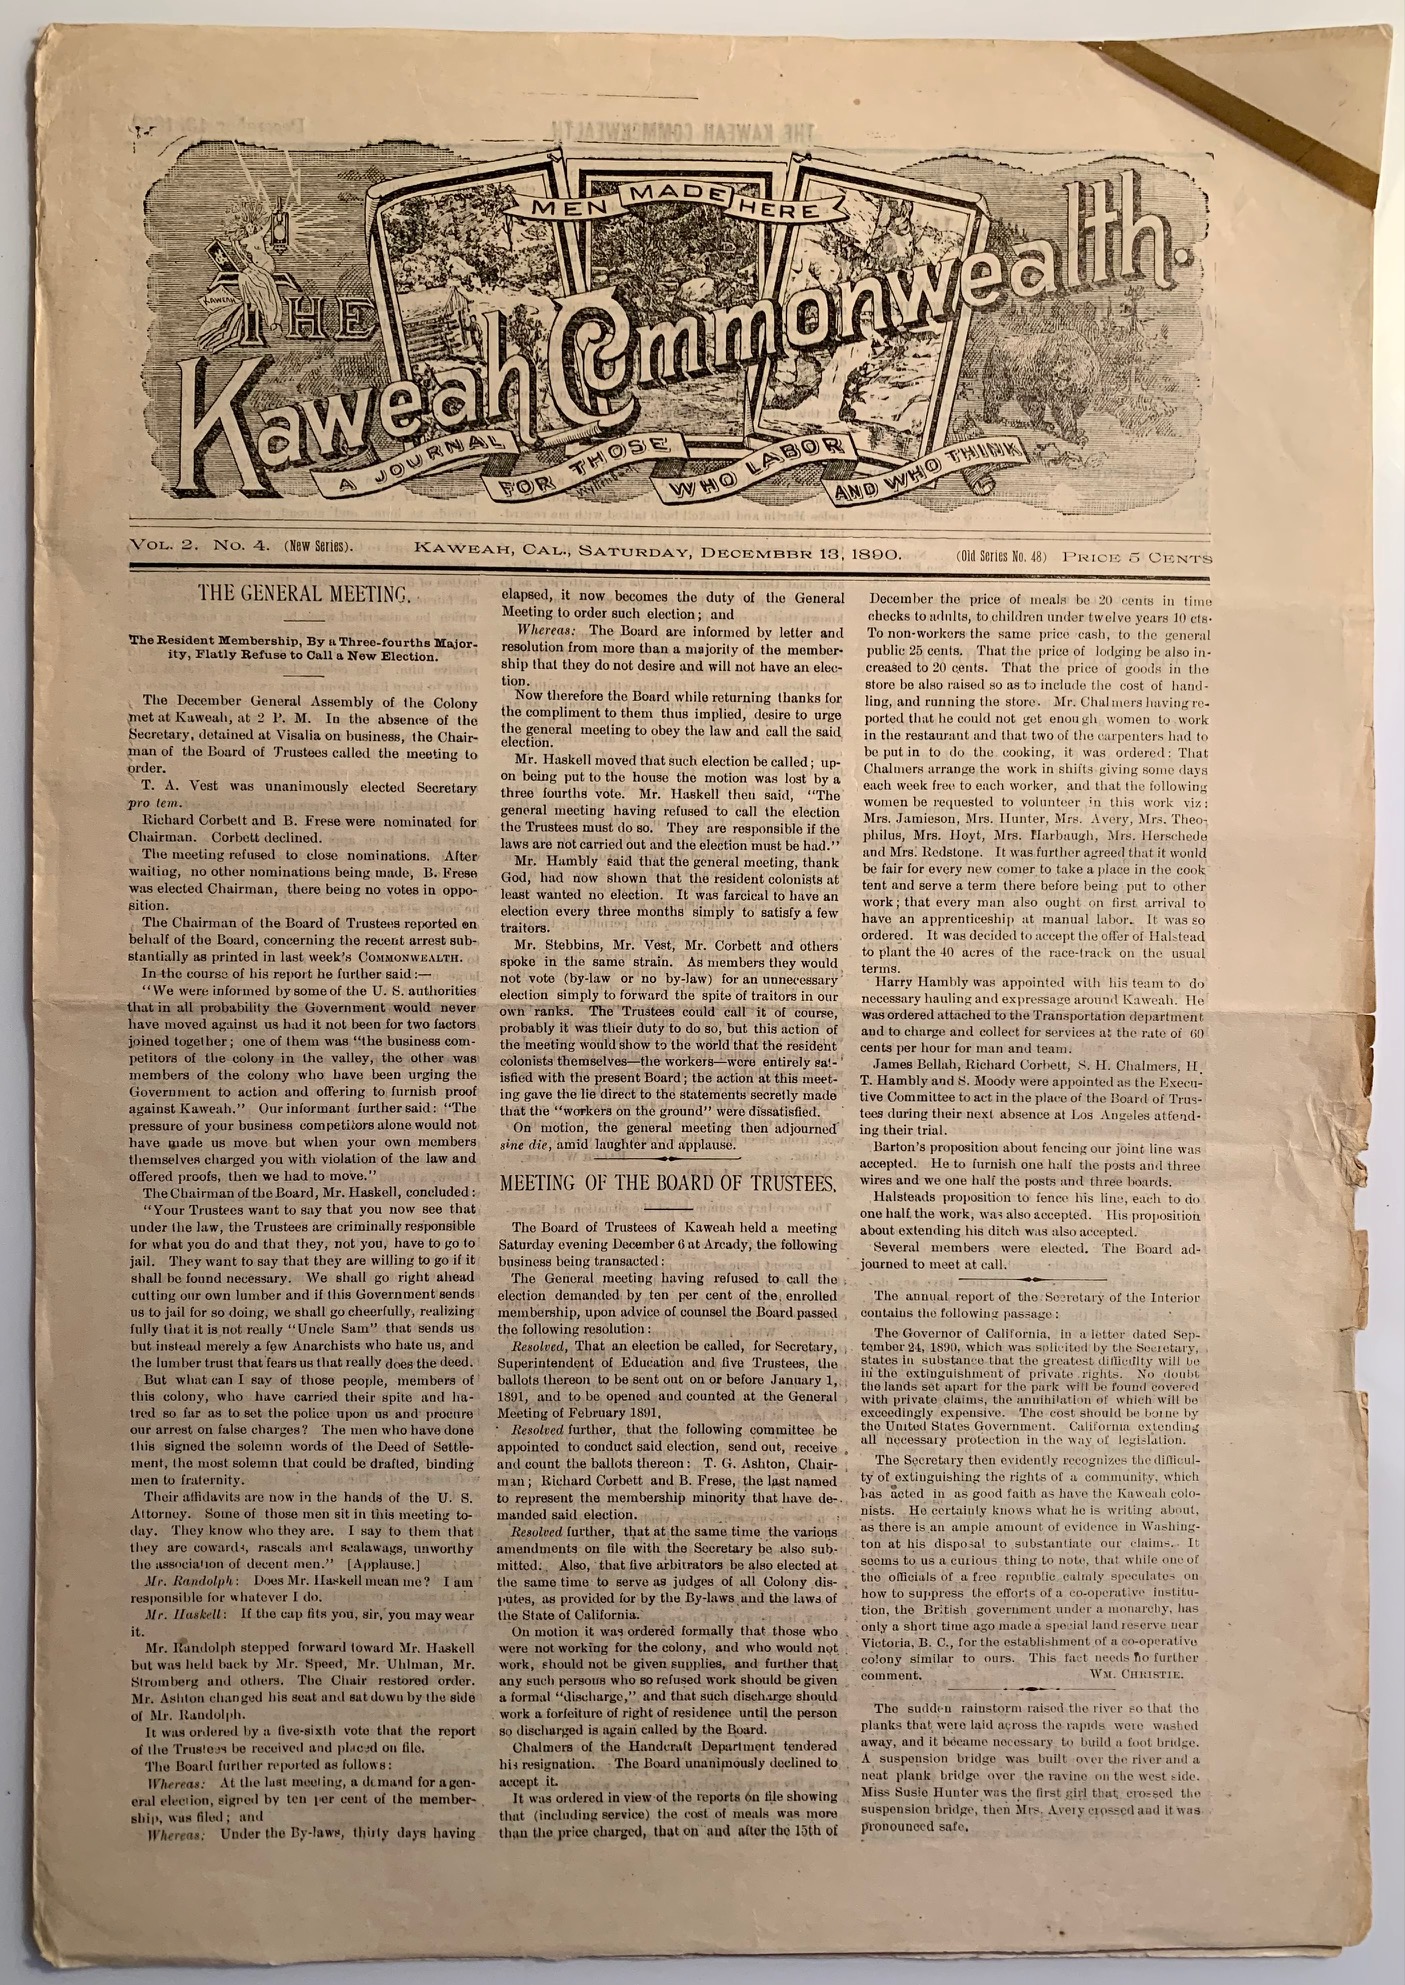 MEN MADE HERE
THE
Kaweah Commonwealth.
KAWEAH
A JOURNAL FOR THOSE WHO LABOR AND WHO THINK
VOL. 2. NO. 4. (New Series). KAWEAH, CAL., SATURDAY, DECEMBBR 13, 1890. (Old Series No. 48) PRICE 5 CENTS
THE GENERAL MEETING.
The Resident Membership, By a Three-fourths Major-
ity, Flatly Refuse to Call a New Election.
The December General Assembly of the Colony
met at Kaweah, at 2 P. M. In the absence of the
Secretary, detained at Visalia on business, the Chair-
man of the Board of Trustees called the meeting to
order.
T. A. Vest was unanimously elected Secretary
pro tem.
Richard Corbett and B. Frese were nominated for
Chairman. Corbett declined.
The meeting refused to close nominations. After
waiting, no other nominations being made, B. Frese
was elected Chairman, there being no votes in oppo-
sition.
The Chairman of the Board of Trustees reported on
behalf of the Board, concerning the recent arrest sub-
stantially as printed in last week's COMMONWEALTH.
In the course of his report he further said:—
"We were informed by some of the U. S. authorities
that in all probability the Government would never
have moved against us had it not been for two factors
joined together; one of them was "the business com-
petitors of the colony in the valley, the other was
members of the colony who have been urging the
Government to action and offering to furnish proof
against Kaweah." Our informant further said: "The
pressure of your business competitors alone would not
have made us move but when your own members
themselves charged you with violation of the law and
offered proofs, then we had to move."
The Chairman of the Board, Mr. Haskell, concluded:
"Your Trustees want to say that you now see that
under the law, the Trustees are criminally responsible
for what you do and that they, not you, have to go to
jail. They want to say that they are willing to go if it
shall be found necessary. We shall go right ahead
cutting our own lumber and if this Government sends
us to jail for so doing, we shall go cheerfully, realizing
fully that it is not really "Uncle Sam" that sends us
but instead merely a few Anarchists who hate us, and
the lumber trust that fears us that really does the deed.
But what can I say of those people, members of
this colony, who have carried their spite and ha-
tred so far as to set the police upon us and procure
our arrest on false charges? The men who have done
this signed the solemn words of the Deed of Settle-
ment, the most solemn that could be drafted, binding
men to fraternity.
Their affidavits are now in the hands of the U. S.
Attorney. Some of those men sit in this meeting to-
day. They know who they are. I say to them that
they are cowards, rascals and scalawags, unworthy
the association of decent men." [Applause.]
Mr. Randolph: Does Mr. Haskell mean me? I am
responsible for whatever I do.
Mr. Haskell: If the cap fits you, sir, you may wear
it.
Mr. Randolph stepped forward toward Mr. Haskell
but was held back by Mr. Speed, Mr. Uhlman, Mr.
Stromberg and others. The Chair restored order.
Mr. Ashton changed his seat and sat down by the side
of Mr. Randolph.
It was ordered by a five-sixth vote that the report
of the Trustees be received and placed on file.
The Board further reported as follows:
Whereas: At the last meeting, a demand for a gen-
eral election, signed by ten per cent of the member-
ship, was filed; and
Whereas: Under the By-laws, thirty days having
elapsed, it now becomes the duty of the General
Meeting to order such election; and
Whereas: The Board are informed by letter and
resolution from more than a majority of the member-
ship that they do not desire and will not have an elec-
tion.
Now therefore the Board while returning thanks for
the compliment to them thus implied, desire to urge
the general meeting to obey the law and call the said
election.
Mr. Haskell moved that such election be called; up-
on being put to the house the motion was lost by a
three fourths vote. Mr. Haskell then said, "The
general meeting having refused to call the election
the Trustees must do so. They are responsible if the
laws are not carried out and the election must be had."
Mr. Hambly said that the general meeting, thank
God, had now shown that the resident colonists at
least wanted no election. It was farcical to have an
election every three months simply to satisfy a few
traitors.
Mr. Stebbins, Mr. Vest, Mr. Corbett and others
spoke in the same strain. As members they would
not vote (by-law or no by-law) for an unnecessary
election simply to forward the spite of traitors in our
own ranks. The Trustees could call it of course,
probably it was their duty to do so, but this action of
the meeting would show to the world that the resident
colonists themselves—the workers—were entirely sat-
isfied with the present Board; the action at this meet-
ing gave the lie direct to the statements secretly made
that the "workers on the ground" were dissatisfied.
On motion, the general meeting then adjourned
sine die, amid laughter and applause.
MEETING OF THE BOARD OF TRUSTEES.
The Board of Trustees of Kaweah held a meeting
Saturday evening December 6 at Arcady, the following
business being transacted:
The General meeting having refused to call the
election demanded by ten per cent of the enrolled
membership, upon advice of counsel the Board passed
the following resolution:
Resolved, That an election be called, for Secretary,
Superintendent of Education and five Trustees, the
ballots thereon to be sent out on or before January 1,
1891, and to be opened and counted at the General
Meeting of February 1891.
Resolved further, that the following committee be
appointed to conduct said election, send out, receive
and count the ballots thereon: T. G. Ashton, Chair-
man; Richard Corbett and B. Frese, the last named
to represent the membership minority that have de-
manded said election.
Resolved further, that at the same time the various
amendments on file with the Secretary be also sub-
mitted. Also, that five arbitrators be also elected at
the same time to serve as judges of all Colony dis-
putes, as provided for by the By-laws and the laws of
the State of California.
On motion it was ordered formally that those who
were not working for the colony, and who would not
work, should not be given supplies, and further that
any such persons who so refused work should be given
a formal "discharge," and that such discharge should
work a forfeiture of right of residence until the person
so discharged is again called by the Board.
Chalmers of the Handcraft Department tendered
his resignation. The Board unanimously declined to
accept it.
It was ordered in view of the reports on file showing
that (including service) the cost of meals was more
than the price charged, that on and after the 15th of
December the price of meals be 20 cents in time
checks to adults, to children under twelve years 10 cts.
To non-workers the same price cash, to the general
public 25 cents. That the price of lodging be also in-
creased to 20 cents. That the price of goods in the
store be also raised so as to include the cost of hand-
ling, and running the store. Mr. Chalmers having re-
ported that he could not get enough women to work
in the restaurant and that two of the carpenters had to
be put in to do the cooking, it was ordered: That
Chalmers arrange the work in shifts giving some days
each week free to each worker, and that the following
women be requested to volunteer in this work viz:
Mrs. Jamieson, Mrs. Hunter, Mrs. Avery, Mrs. Theo-
philus, Mrs. Hoyt, Mrs. Harbaugh, Mrs. Herschede
and Mrs. Redstone. It was further agreed that it would
be fair for every new comer to take a place in the cook
tent and serve a term there before being put to other
work; that every man also ought on first arrival to
have an apprenticeship at manual labor. It was so
ordered. It was decided to accept the offer of Halstead
to plant the 40 acres of the race-track on the usual
terms.
Harry Hambly was appointed with his team to do
necessary hauling and expressage around Kaweah. He
was ordered attached to the Transportation department
and to charge and collect for services at the rate of 60
cents per hour for man and team.
James Bellah, Richard Corbett, S. H. Chalmers, H.
T. Hambly and S. Moody were appointed as the Execu-
tive Committee to act in the place of the Board of Trus-
tees during their next absence at Los Angeles attend-
ing their trial.
Barton's proposition about fencing our joint line was
accepted. He to furnish one half the posts and three
wires and we one half the posts and three boards.
Halsteads proposition to fence his line, each to do
one half the work, was also accepted. His proposition
about extending his ditch was also accepted.
Several members were elected. The Board ad-
journed to meet at call.
The annual report of the Secretary of the Interior
contains the following passage:
The Governor of California, in a letter dated Sep-
tember 24, 1890, which was solicited by the Secretary,
states in substance that the greatest difficulty will be
in the extinguishment of private rights. No doubt
the lands set apart for the park will be found covered
with private claims, the annihilation of which will be
exceedingly expensive. The cost should be borne by
the United States Government. California extending
all necessary protection in the way of legislation.
The Secretary then evidently recognizes the difficul-
ty of extinguishing the rights of a community, which
has acted in as good faith as have the Kaweah colo-
nists. He certainly knows what he is writing about,
as there is an ample amount of evidence in Washing-
ton at his disposal to substantiate our claims. It
seems to us a curious thing to note, that while one of
the officials of a free republic calmly speculates on
how to suppress the efforts of a co-operative institu-
tion, the British government under a monarchy, has
only a short time ago made a special land reserve near
Victoria, B. C., for the establishment of a co-operative
colony similar to ours. This fact needs no further
comment. WM. CHRISTIE.
The sudden rainstorm raised the river so that the
planks that were laid across the rapids were washed
away, and it became necessary to build a foot bridge.
A suspension bridge was built over the river and a
neat plank bridge over the ravine on the west side.
Miss Susie Hunter was the first girl that crossed the
suspension bridge, then Mrs. Avery crossed and it was
pronounced safe.